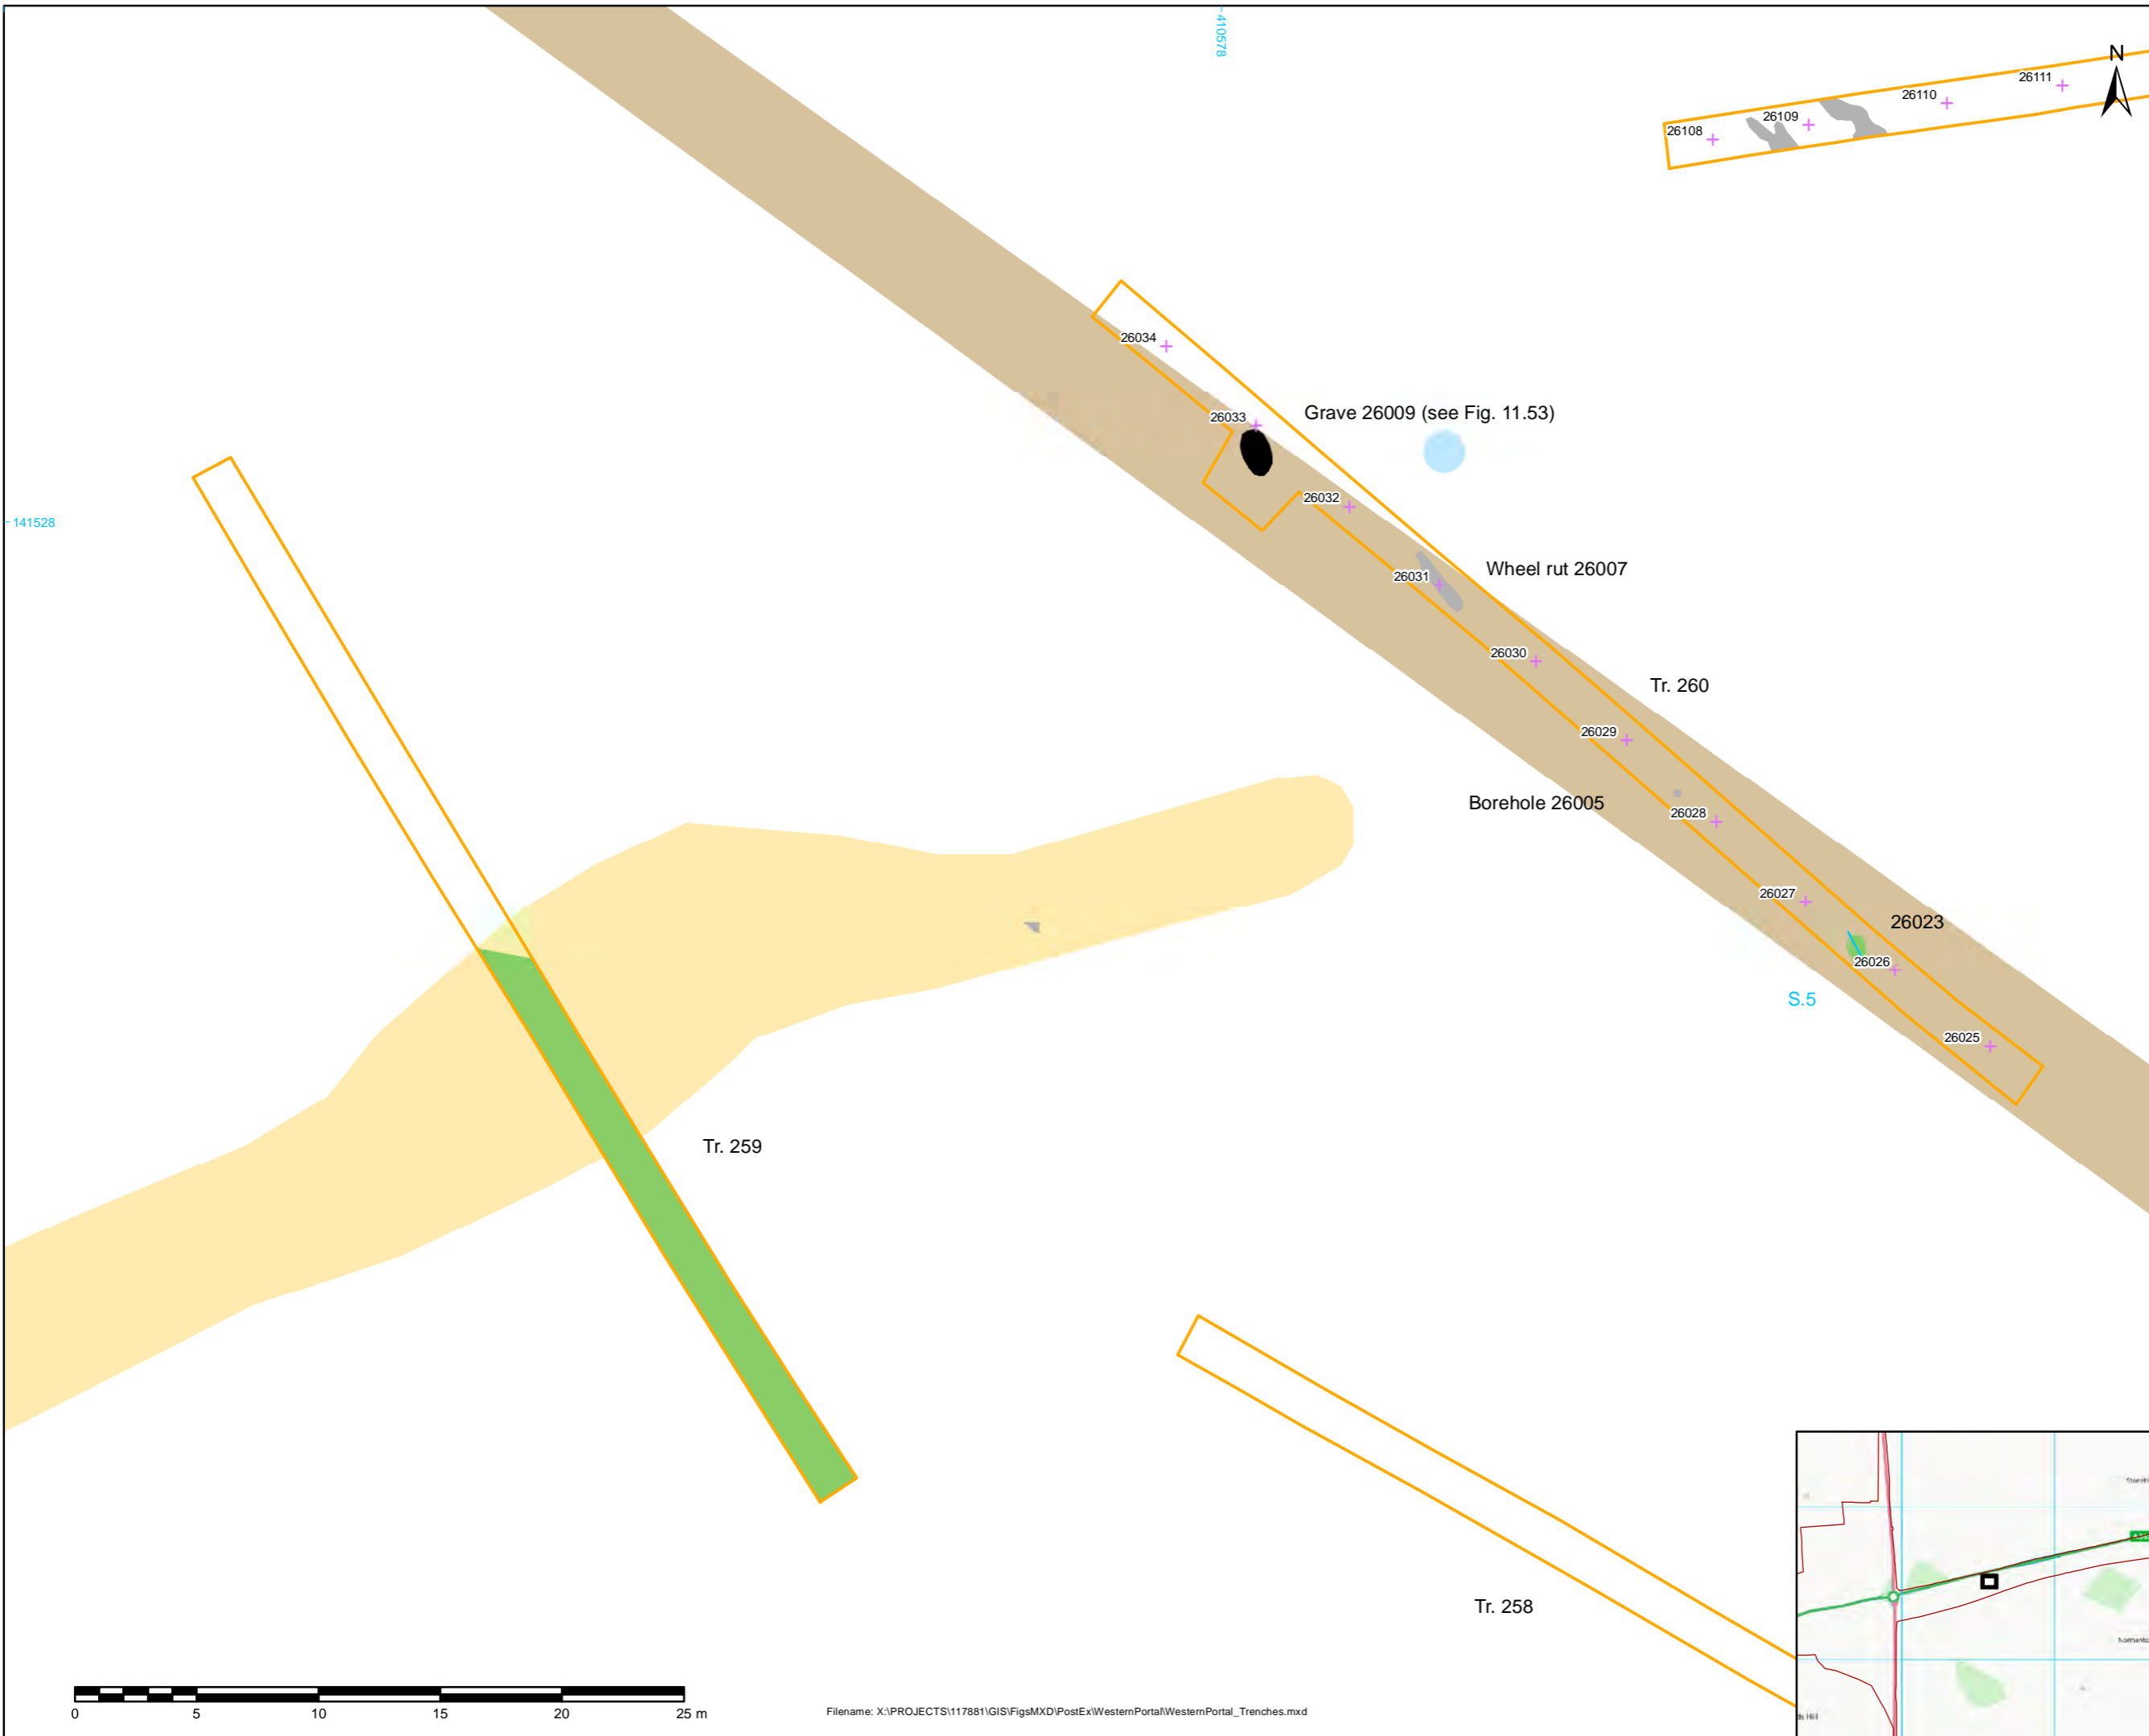 410578
N
26111
26110
26109
26108
26034
Grave 26009 (see Fig. 11.53)
26033
26032
141528
Wheel rut 26007
26031
26030
Tr. 260
26029
Borehole 26005
26028
26027
26023
26026
S.5
26025
Tr. 259
Tr. 258
0 5 10 15 20 25 m
Filename: X:\PROJECTS\117881\GIS\FigsMXD\PostEx\WesternPortal\WesternPortal_Trenches.mxd